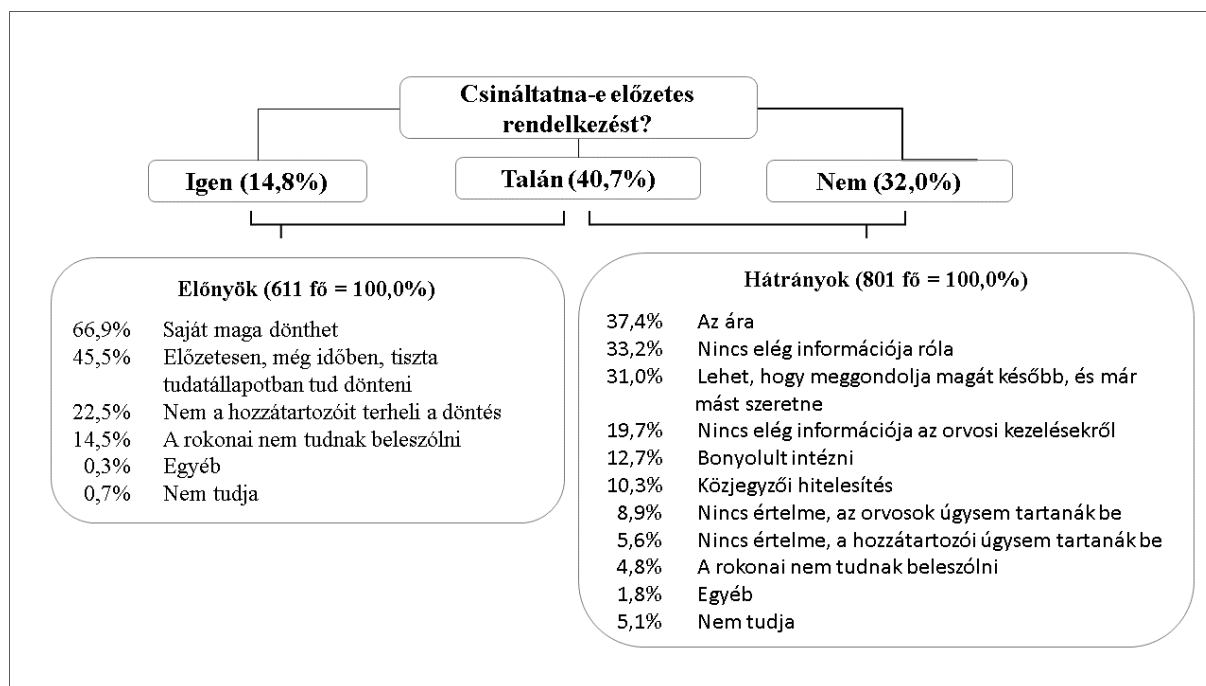 Csináltatna-e előzetes
rendelkezést?
Igen (14,8%)
Talán (40,7%)
Nem (32,0%)
Előnyök (611 fő = 100,0%)
66,9% Saját maga dönthet
45,5% Előzetesen, még időben, tiszta
tudatállapotban tud dönteni
22,5% Nem a hozzátartozóit terheli a döntés
14,5% A rokonai nem tudnak beleszólni
0,3% Egyéb
0,7% Nem tudja
Hátrányok (801 fő = 100,0%)
37,4% Az ára
33,2% Nincs elég információja róla
31,0% Lehet, hogy meggondolja magát később, és már
mást szeretne
19,7% Nincs elég információja az orvosi kezelésekről
12,7% Bonyolult intézni
10,3% Közjegyzői hitelesítés
8,9% Nincs értelme, az orvosok úgysem tartanák be
5,6% Nincs értelme, a hozzátartozói úgysem tartanák be
4,8% A rokonai nem tudnak beleszólni
1,8% Egyéb
5,1% Nem tudja